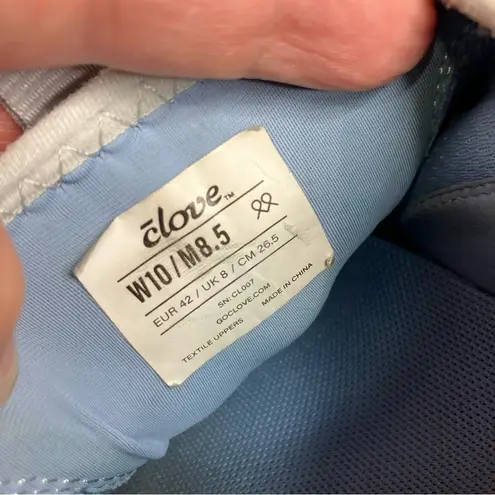 clove™
W10 / M8.5
EUR 42 / UK 8 / CM 26.5
SN: CL007
GOCLOVE.COM
TEXTILE UPPERS MADE IN CHINA